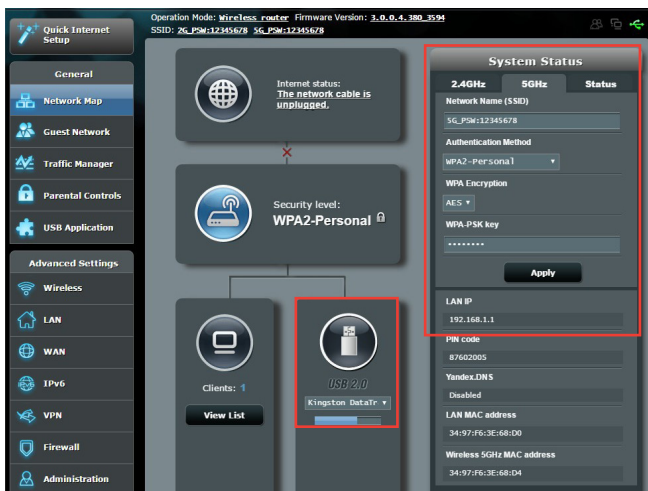 Quick Internet
Setup
Operation Mode: Wireless router Firmware Version: 3.0.0.4.380_3594
SSID: 2G_PSW:12345678 5G_PSW:12345678
General
Network Map
Guest Network
Traffic Manager
Parental Controls
USB Application
Advanced Settings
Wireless
LAN
WAN
IPv6
VPN
Firewall
Administration
Internet status:
The network cable is
unplugged.
Security level:
WPA2-Personal
Clients: 1
View List
USB 2.0
Kingston DataTr
System Status
2.4GHz 5GHz Status
Network Name (SSID)
5G_PSW:12345678
Authentication
Method
WPA2-Personal
WPA Encryption
AES
WPA-PSK key
········
Apply
LAN IP
192.168.1.1
PIN code
87602005
Yandex.DNS
Disabled
LAN MAC address
34:97:F6:3E:68:D0
Wireless 5GHz MAC address
34:97:F6:3E:68:D4